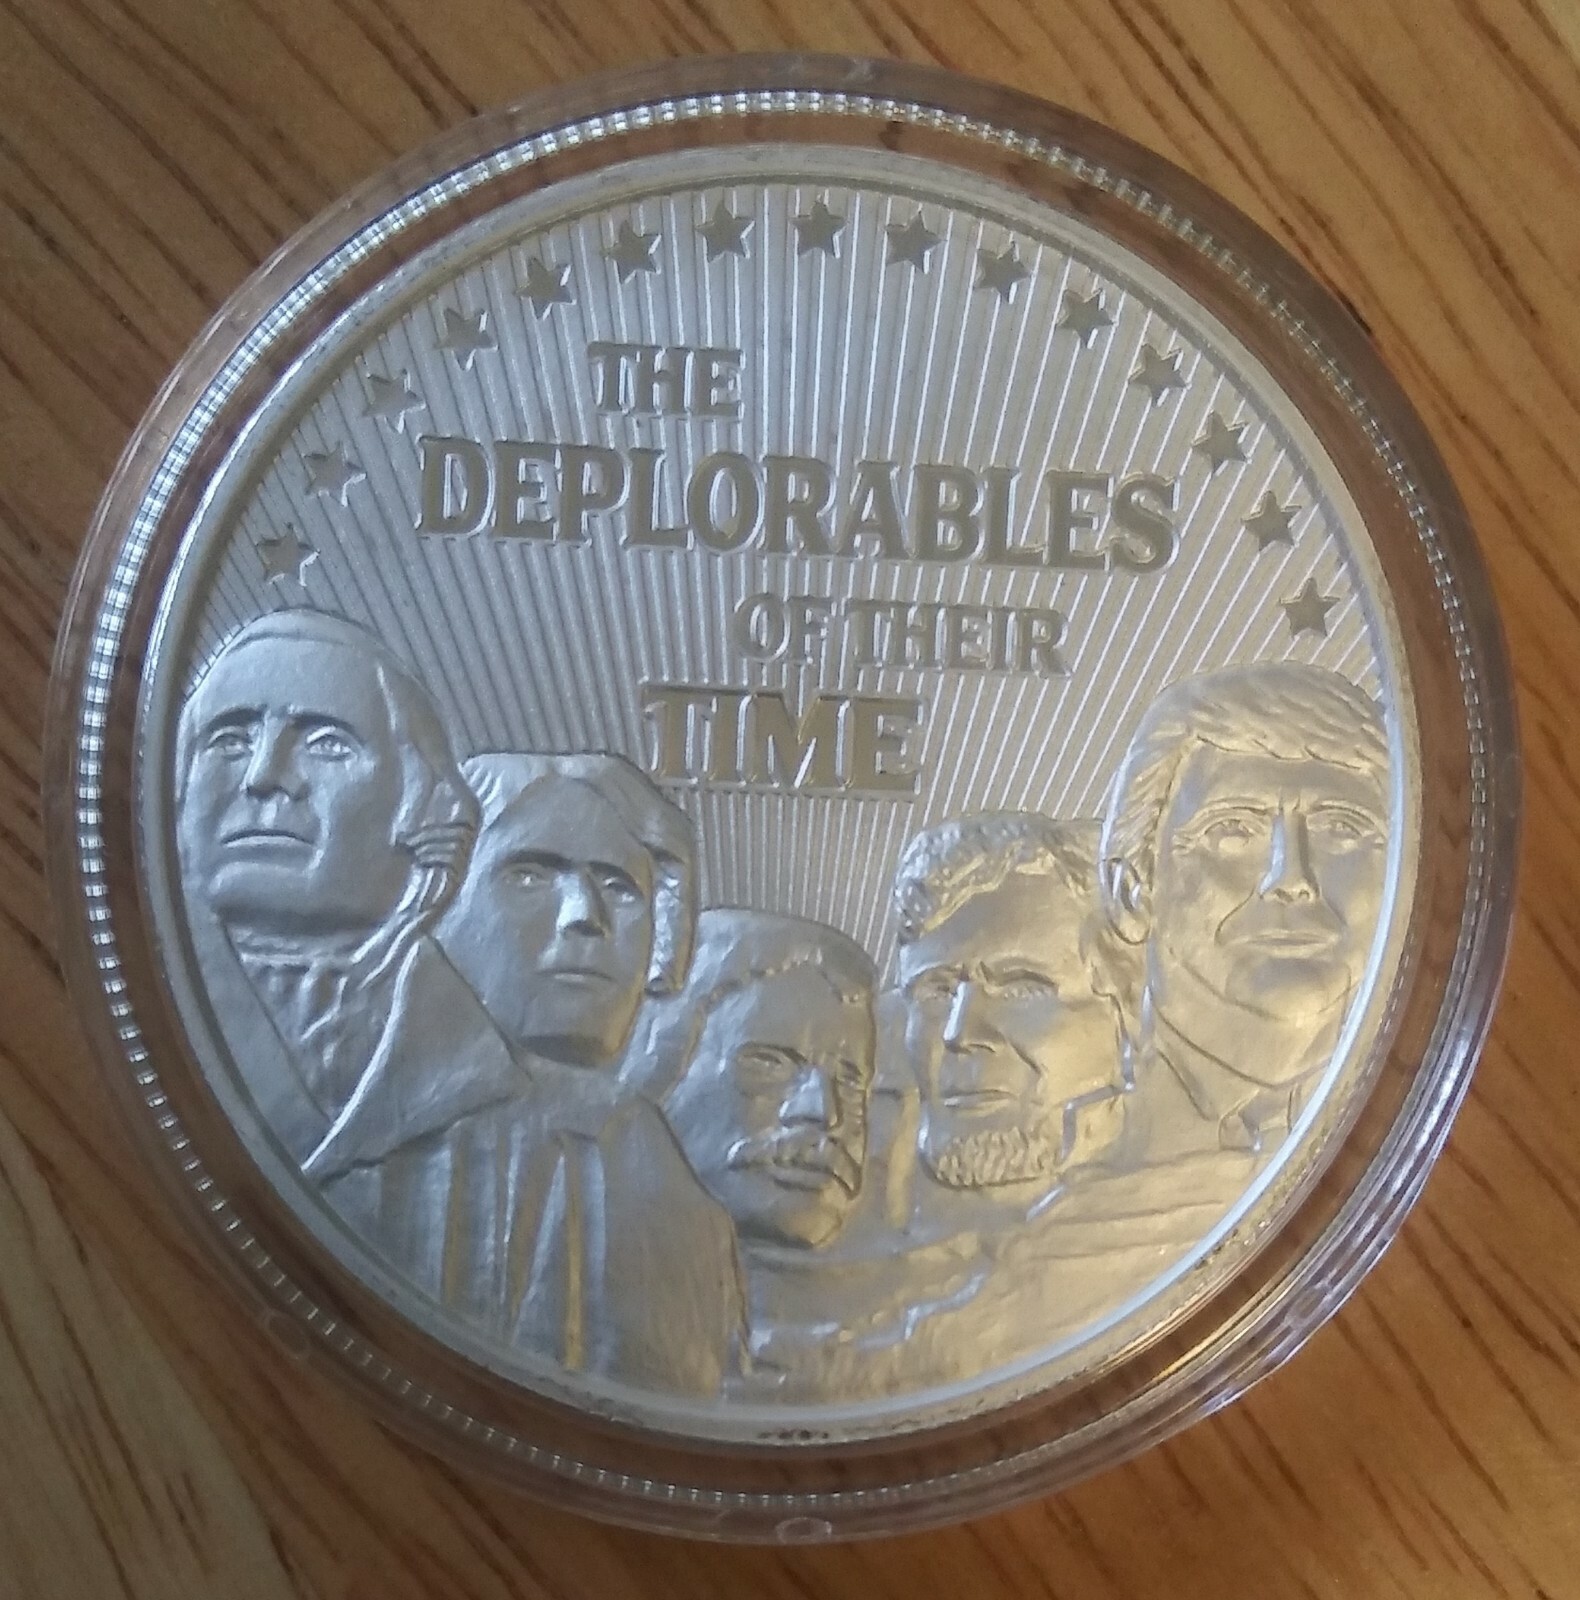 THE
DEPLORABLES
OF THEIR
TIME